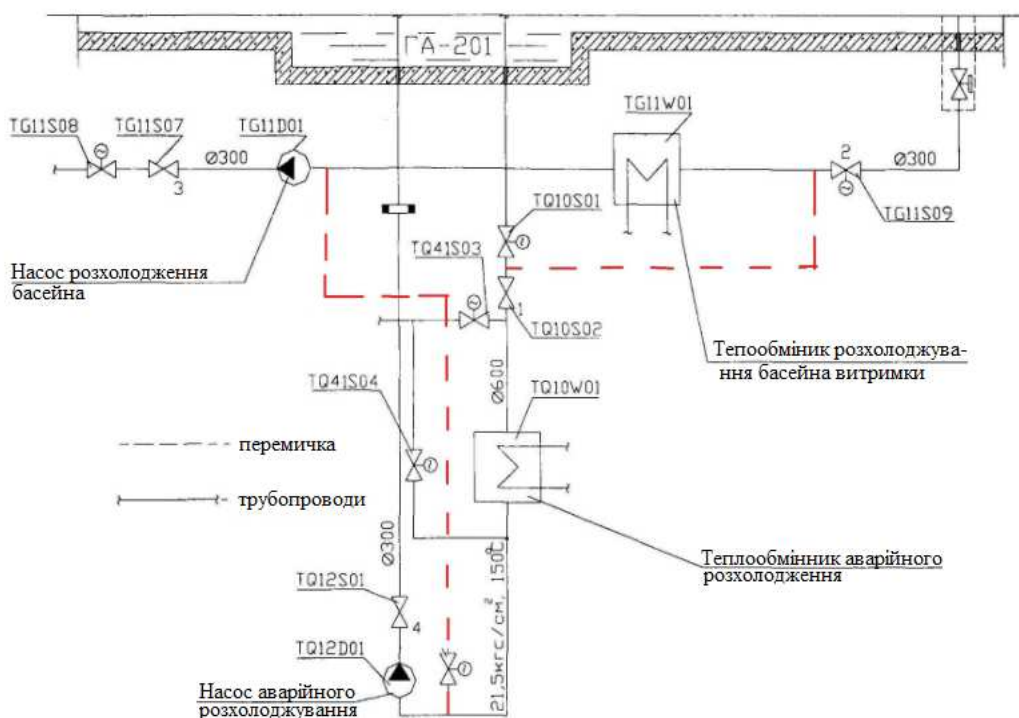 ГА-201
TG11S08
TG11S07
TG11D01
TG11W01
Ø300
3
2
Ø300
TG11S09
TQ10S01
TQ41S03
Насос розхолодження
басейна
1
TQ10S02
Тепообміник розхолоджува-
ння басейна витримки
Ø600
TQ41S04
TQ10W01
перемичка
трубопроводи
Ø300
21,5кгс/см², 150°C
Теплообмінник аварійного
розхолодження
TQ12S01
4
TQ12D01
Насос аварійного
розхолоджування